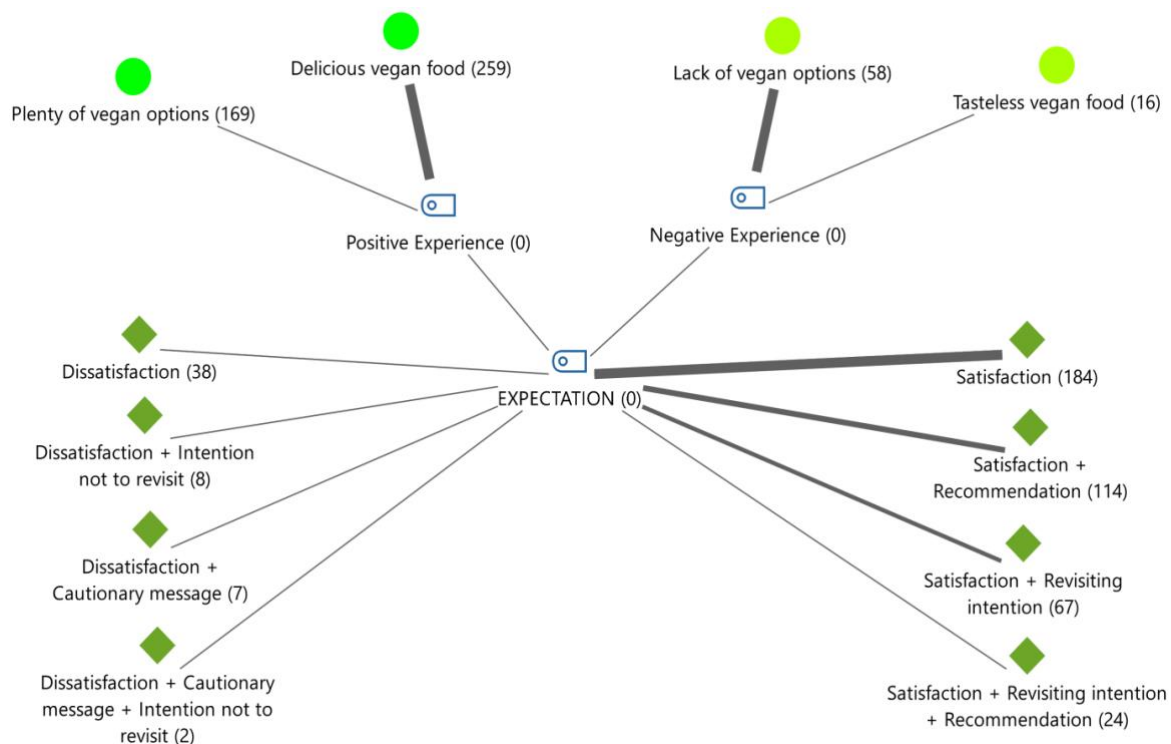 Delicious vegan food (259)
Lack of vegan options (58)
Plenty of vegan options (169)
Tasteless vegan food (16)
Positive Experience (0)
Negative Experience (0)
EXPECTATION (0)
Dissatisfaction (38)
Dissatisfaction + Intention
not to revisit (8)
Dissatisfaction +
Cautionary message (7)
Dissatisfaction + Cautionary
message + Intention not to
revisit (2)
Satisfaction (184)
Satisfaction +
Recommendation (114)
Satisfaction + Revisiting
intention (67)
Satisfaction + Revisiting intention
+ Recommendation (24)